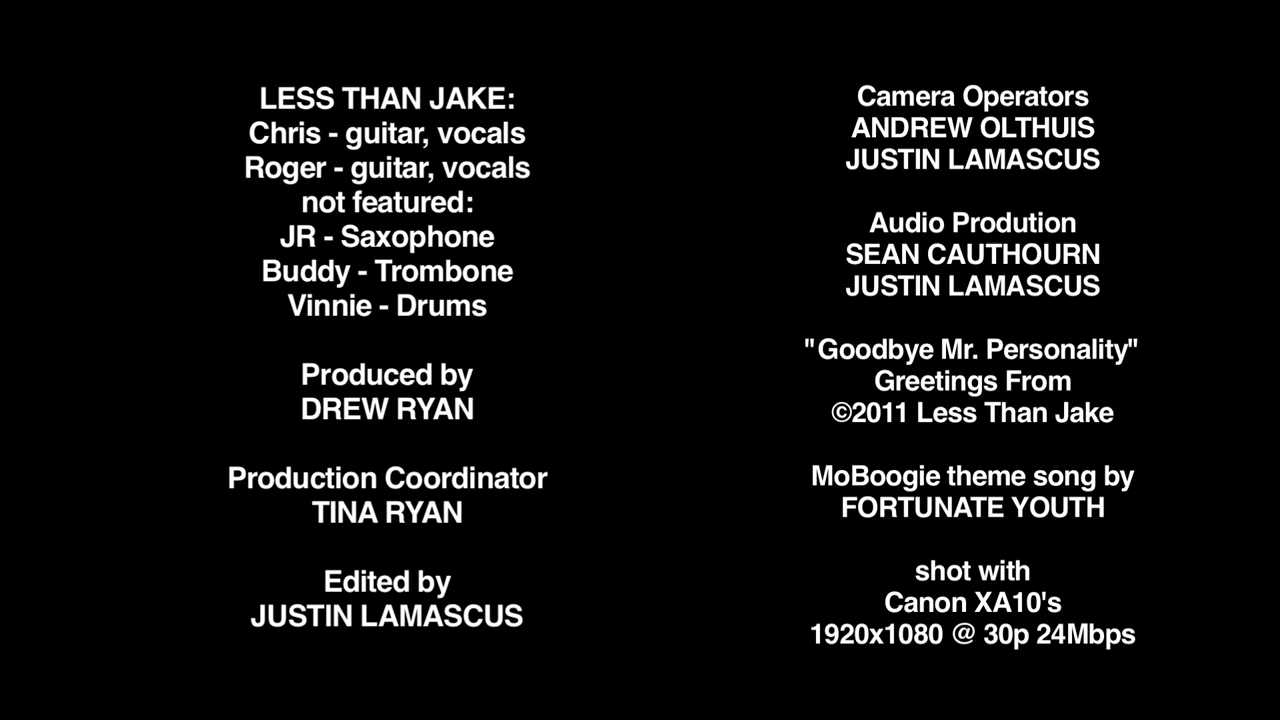 LESS THAN JAKE:
Chris - guitar, vocals
Roger - guitar, vocals
not featured:
JR - Saxophone
Buddy - Trombone
Vinnie - Drums
Produced by
DREW RYAN
Production Coordinator
TINA RYAN
Edited by
JUSTIN LAMASCUS
Camera Operators
ANDREW OLTHUIS
JUSTIN LAMASCUS
Audio Prodution
SEAN CAUTHOURN
JUSTIN LAMASCUS
"Goodbye Mr. Personality"
Greetings From
©2011 Less Than Jake
MoBoogie theme song by
FORTUNATE YOUTH
shot with
Canon XA10's
1920x1080 @ 30p 24Mbps